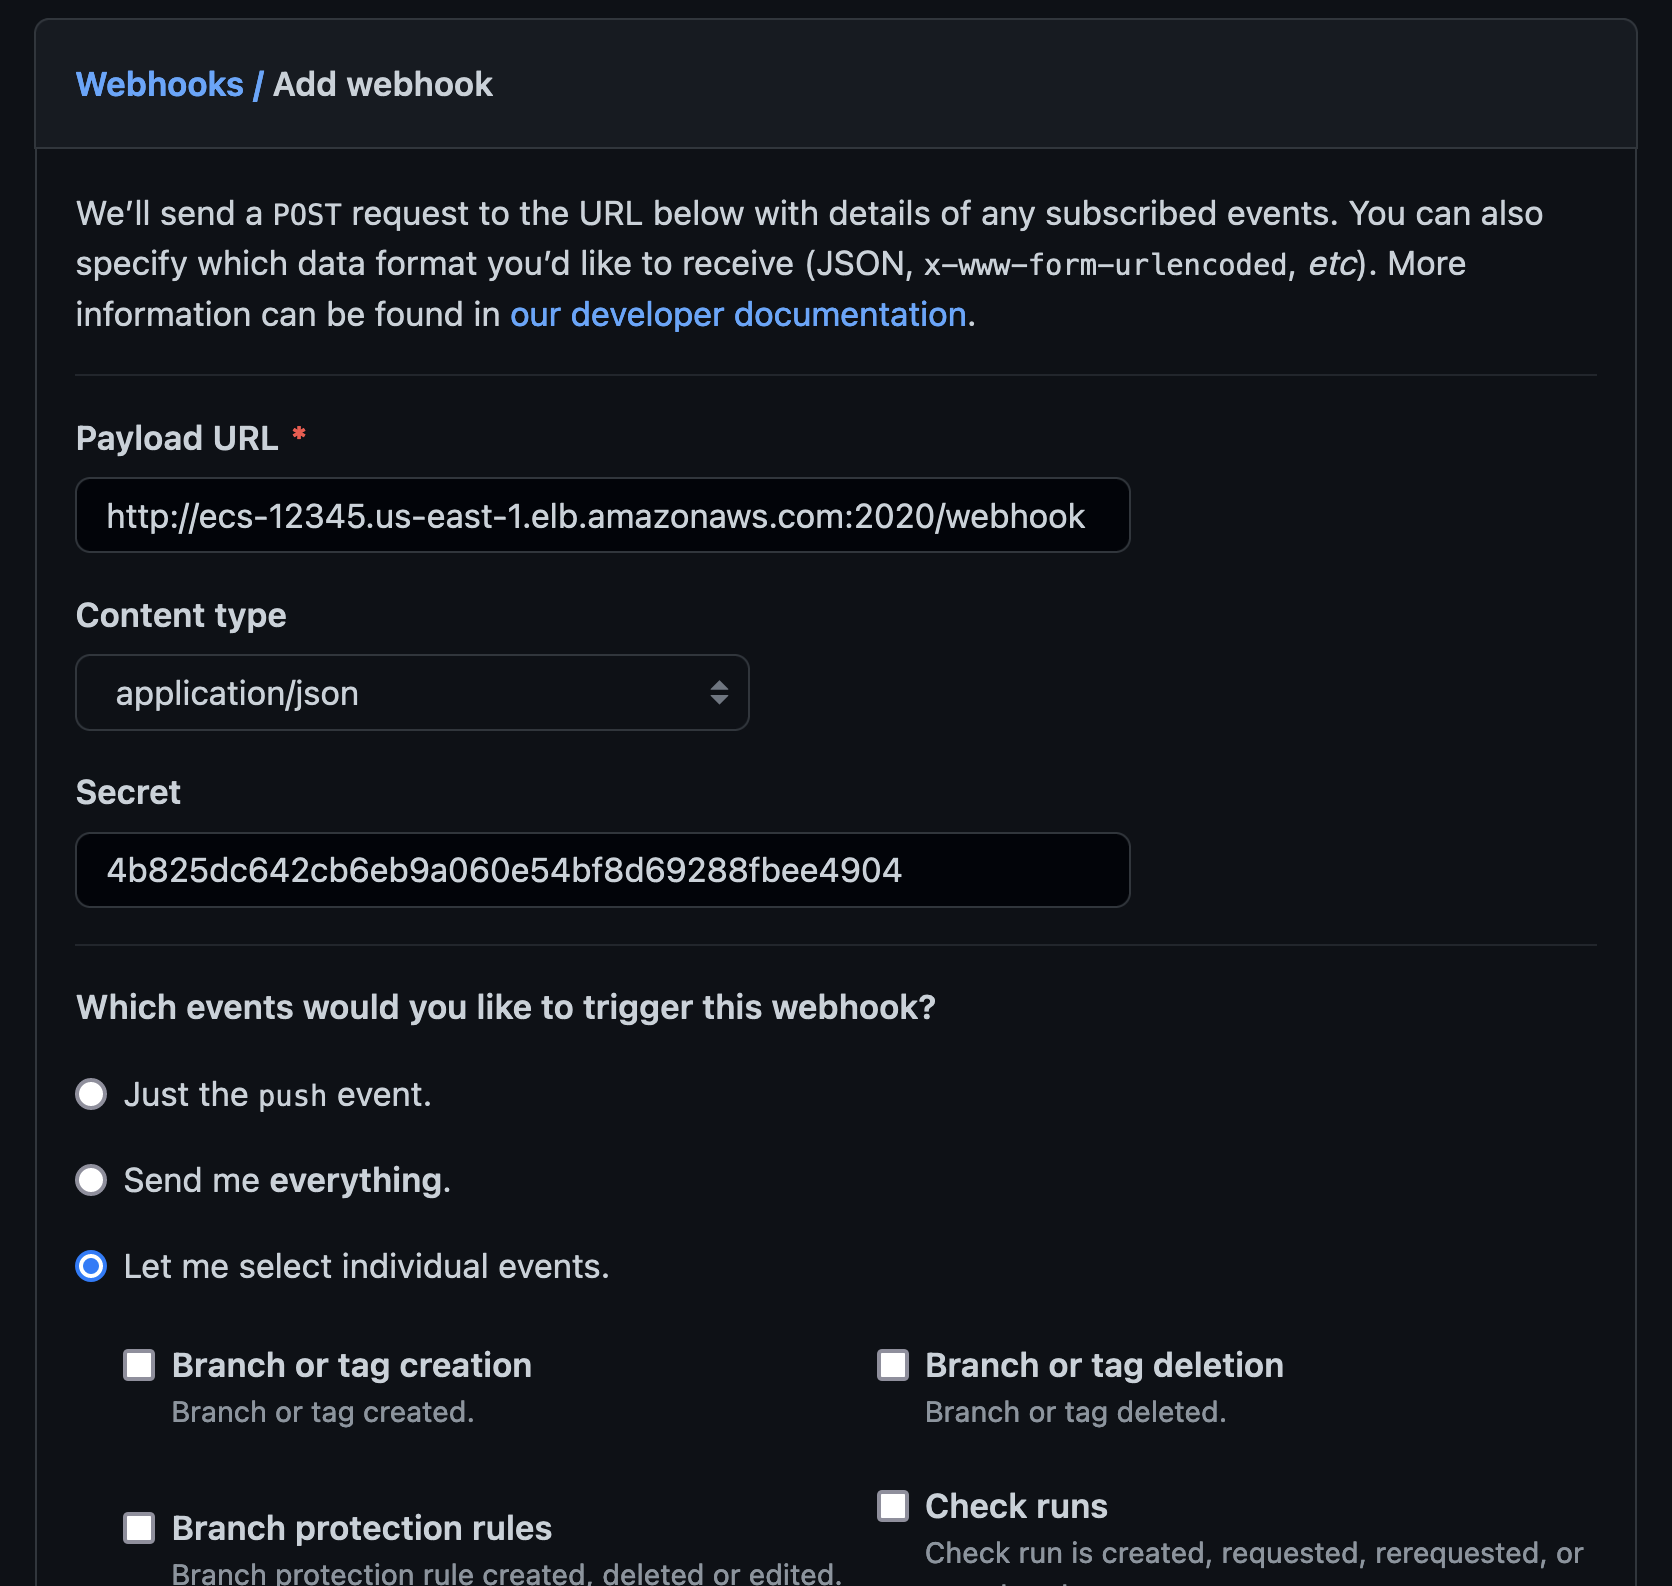 Webhooks / Add webhook
We’ll send a POST request to the URL below with details of any subscribed events. You can also
specify which data format you’d like to receive (JSON, x-www-form-urlencoded, etc). More
information can be found in our developer documentation.
Payload URL *
http://ecs-12345.us-east-1.elb.amazonaws.com:2020/webhook
Content type
application/json
Secret
4b825dc642cb6eb9a060e54bf8d69288fbee4904
Which events would you like to trigger this webhook?
Just the push event.
Send me everything.
Let me select individual events.
Branch or tag creation
Branch or tag created.
Branch or tag deletion
Branch or tag deleted.
Branch protection rules
Branch protection rule created, deleted or edited.
Check runs
Check run is created, requested, rerequested, or